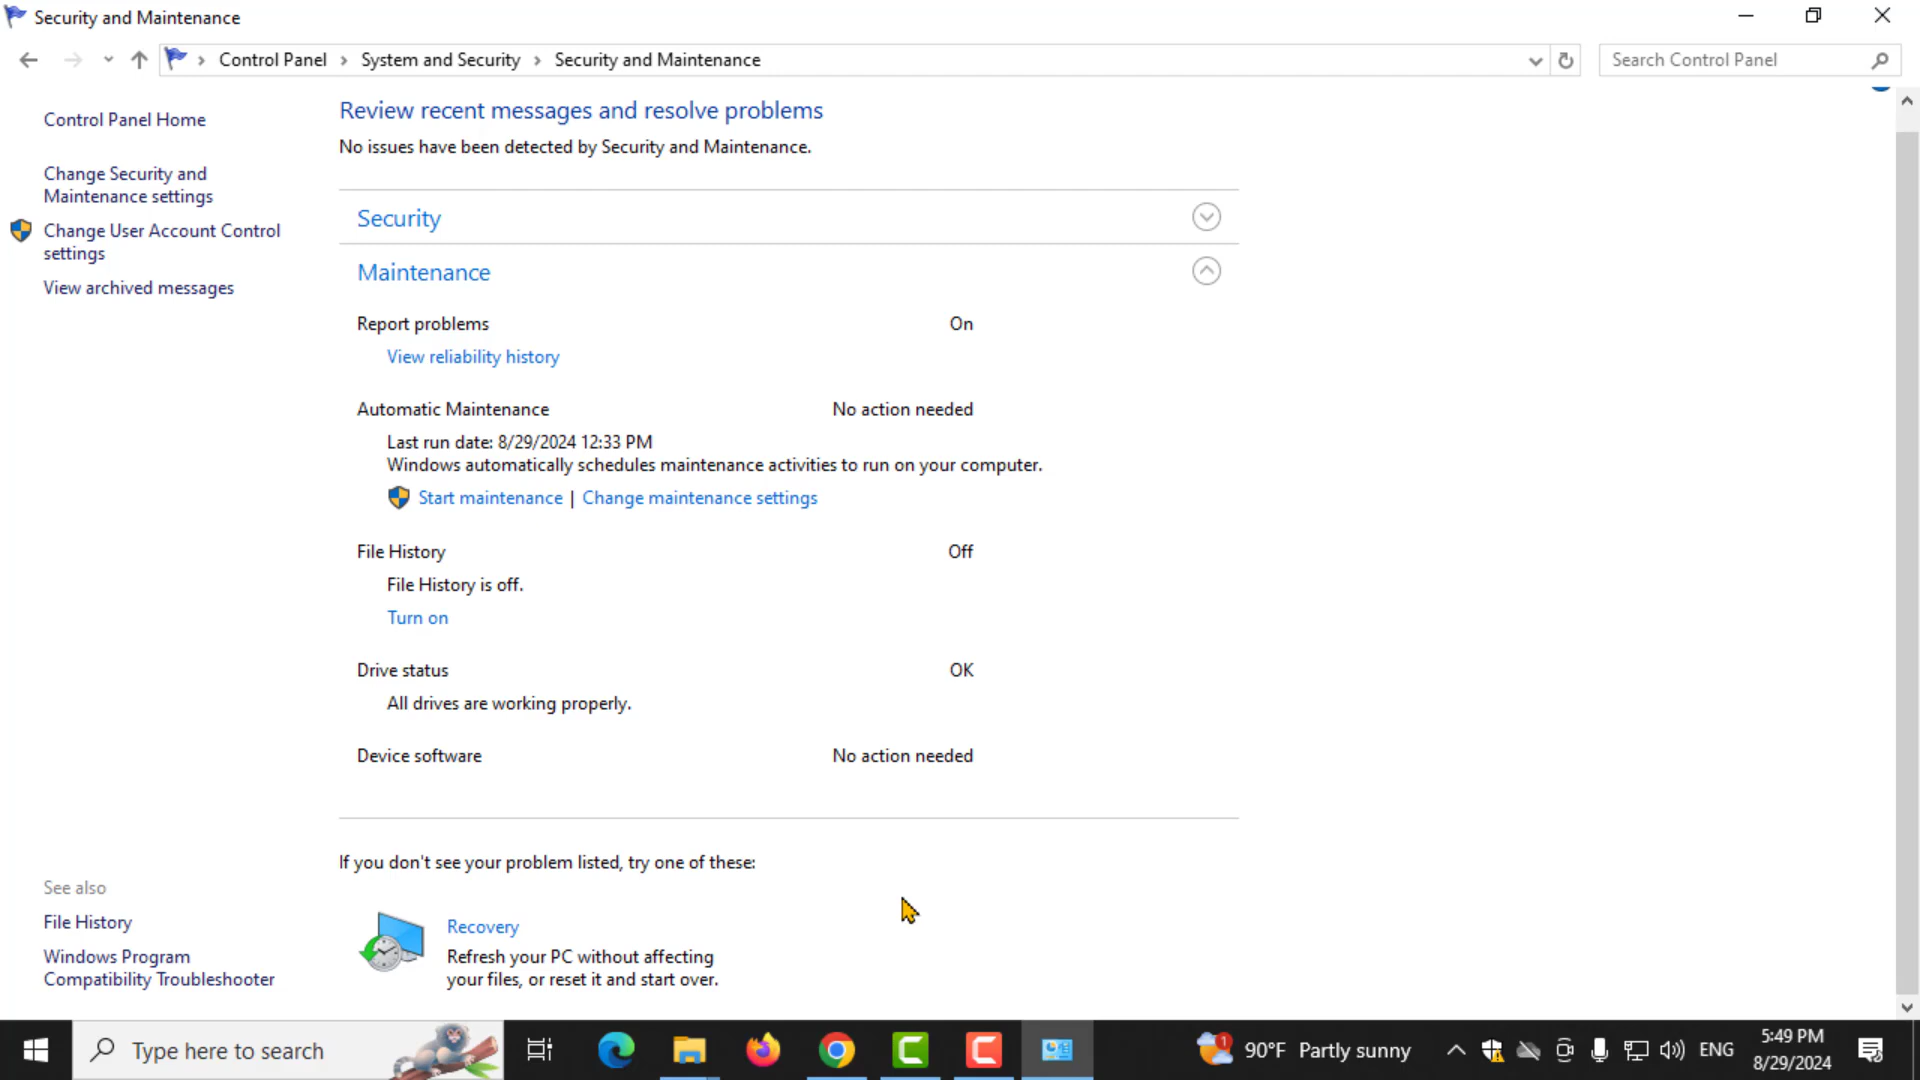 Security and Maintenance
Control Panel > System and Security > Security and Maintenance
Search Control Panel
Control Panel Home
Change Security and
Maintenance settings
Change User Account Control
settings
View archived messages
Review recent messages and resolve problems
No issues have been detected by Security and Maintenance.
Security
Maintenance
Report problems On
View reliability history
Automatic Maintenance No action needed
Last run date: 8/29/2024 12:33 PM
Windows automatically schedules maintenance activities to run on your computer.
Start maintenance | Change maintenance settings
File History Off
File History is off.
Turn on
Drive status OK
All drives are working properly.
Device software No action needed
If you don't see your problem listed, try one of these:
Recovery
Refresh your PC without affecting
your files, or reset it and start over.
See also
File History
Windows Program
Compatibility Troubleshooter
Type here to search
1
90°F Partly sunny
ENG
5:49 PM
8/29/2024